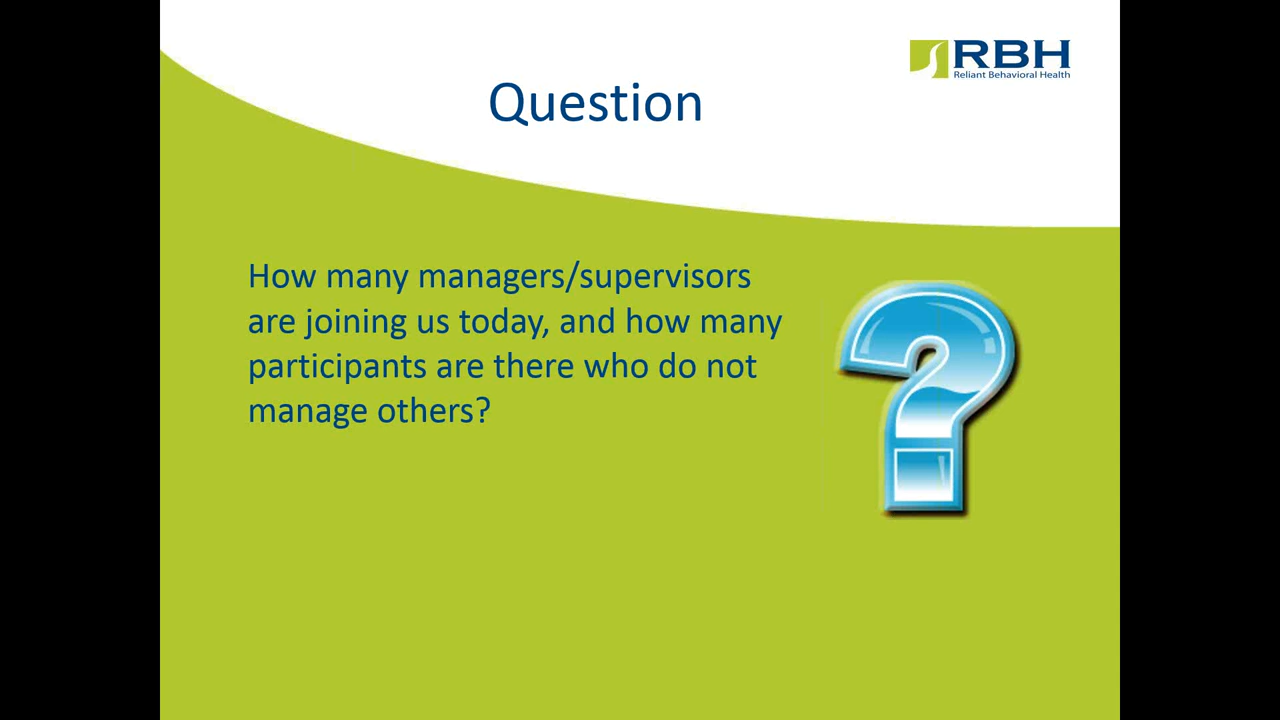 RBH
Reliant Behavioral Health
Question
How many managers/supervisors
are joining us today, and how many
participants are there who do not
manage others?